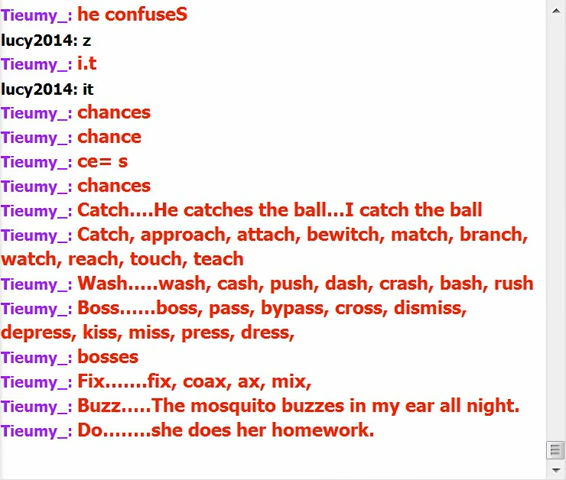 Tieumy_: he confuseS
lucy2014: z
Tieumy_: i.t
lucy2014: it
Tieumy_: chances
Tieumy_: chance
Tieumy_: ce= s
Tieumy_: chances
Tieumy_: Catch....He catches the ball...I catch the ball
Tieumy_: Catch, approach, attach, bewitch, match, branch,
watch, reach, touch, teach
Tieumy_: Wash.....wash, cash, push, dash, crash, bash, rush
Tieumy_: Boss......boss, pass, bypass, cross, dismiss,
depress, kiss, miss, press, dress,
Tieumy_: bosses
Tieumy_: Fix.......fix, coax, ax, mix,
Tieumy_: Buzz.....The mosquito buzzes in my ear all night.
Tieumy_: Do........she does her homework.